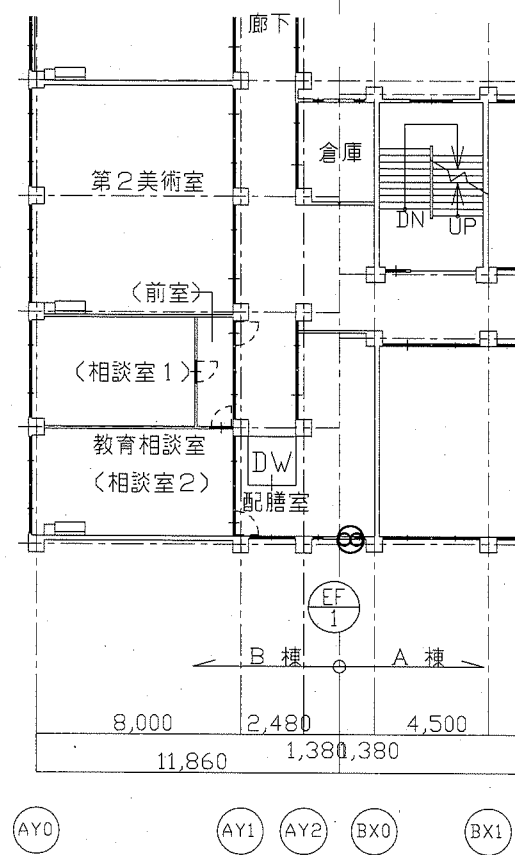 廊下
倉庫
第２美術室
DN
UP
（前室）
（相談室１）
教育相談室
（相談室２）
DW
配膳室
EF
1
B 棟
A 棟
8,000
2,480
4,500
1,380
1,380
11,860
AY0
AY1
AY2
BX0
BX1